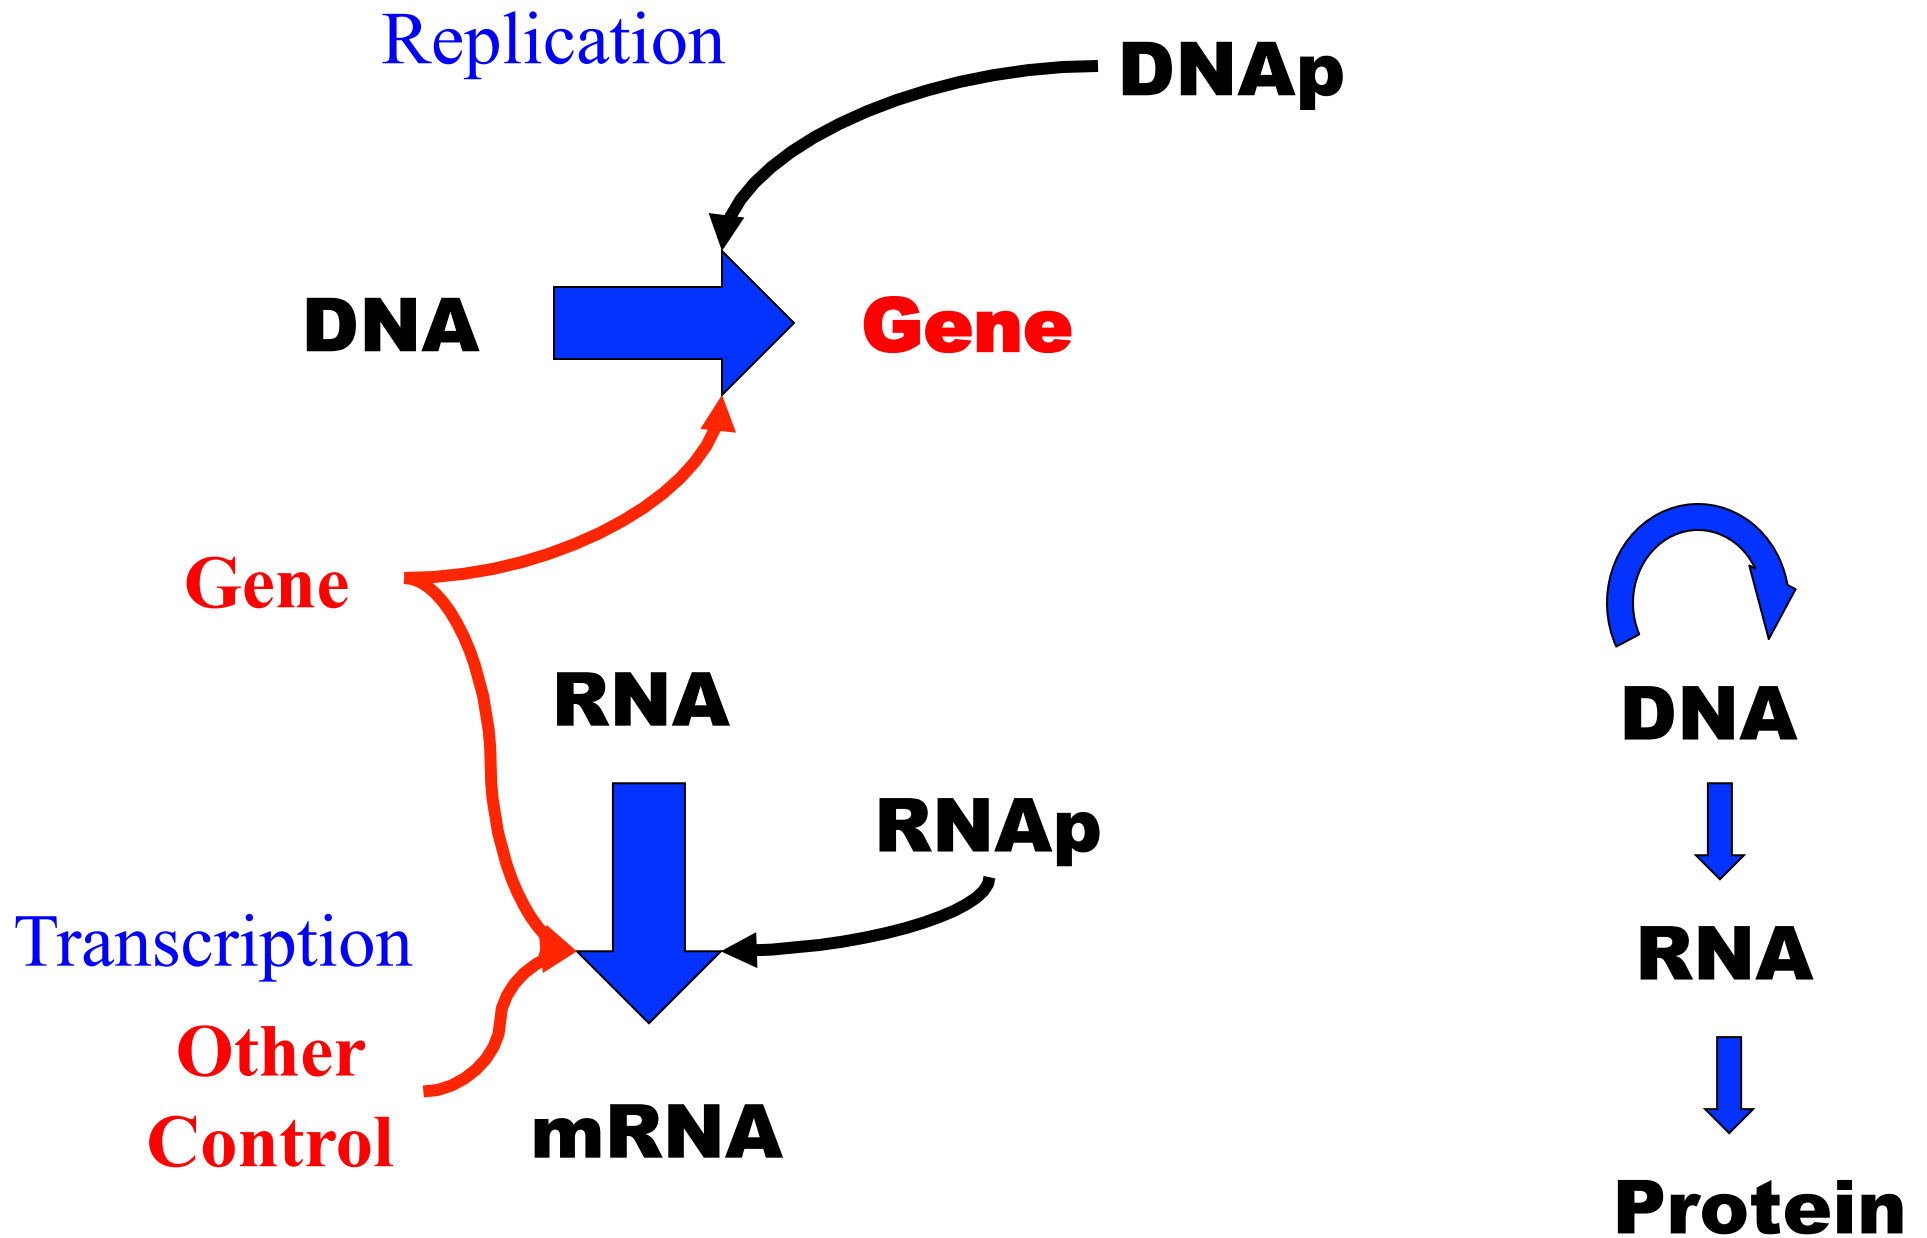 Replication
DNAp
DNA
Gene
Gene
RNA
RNAp
Transcription
Other
Control
mRNA
DNA
RNA
Protein